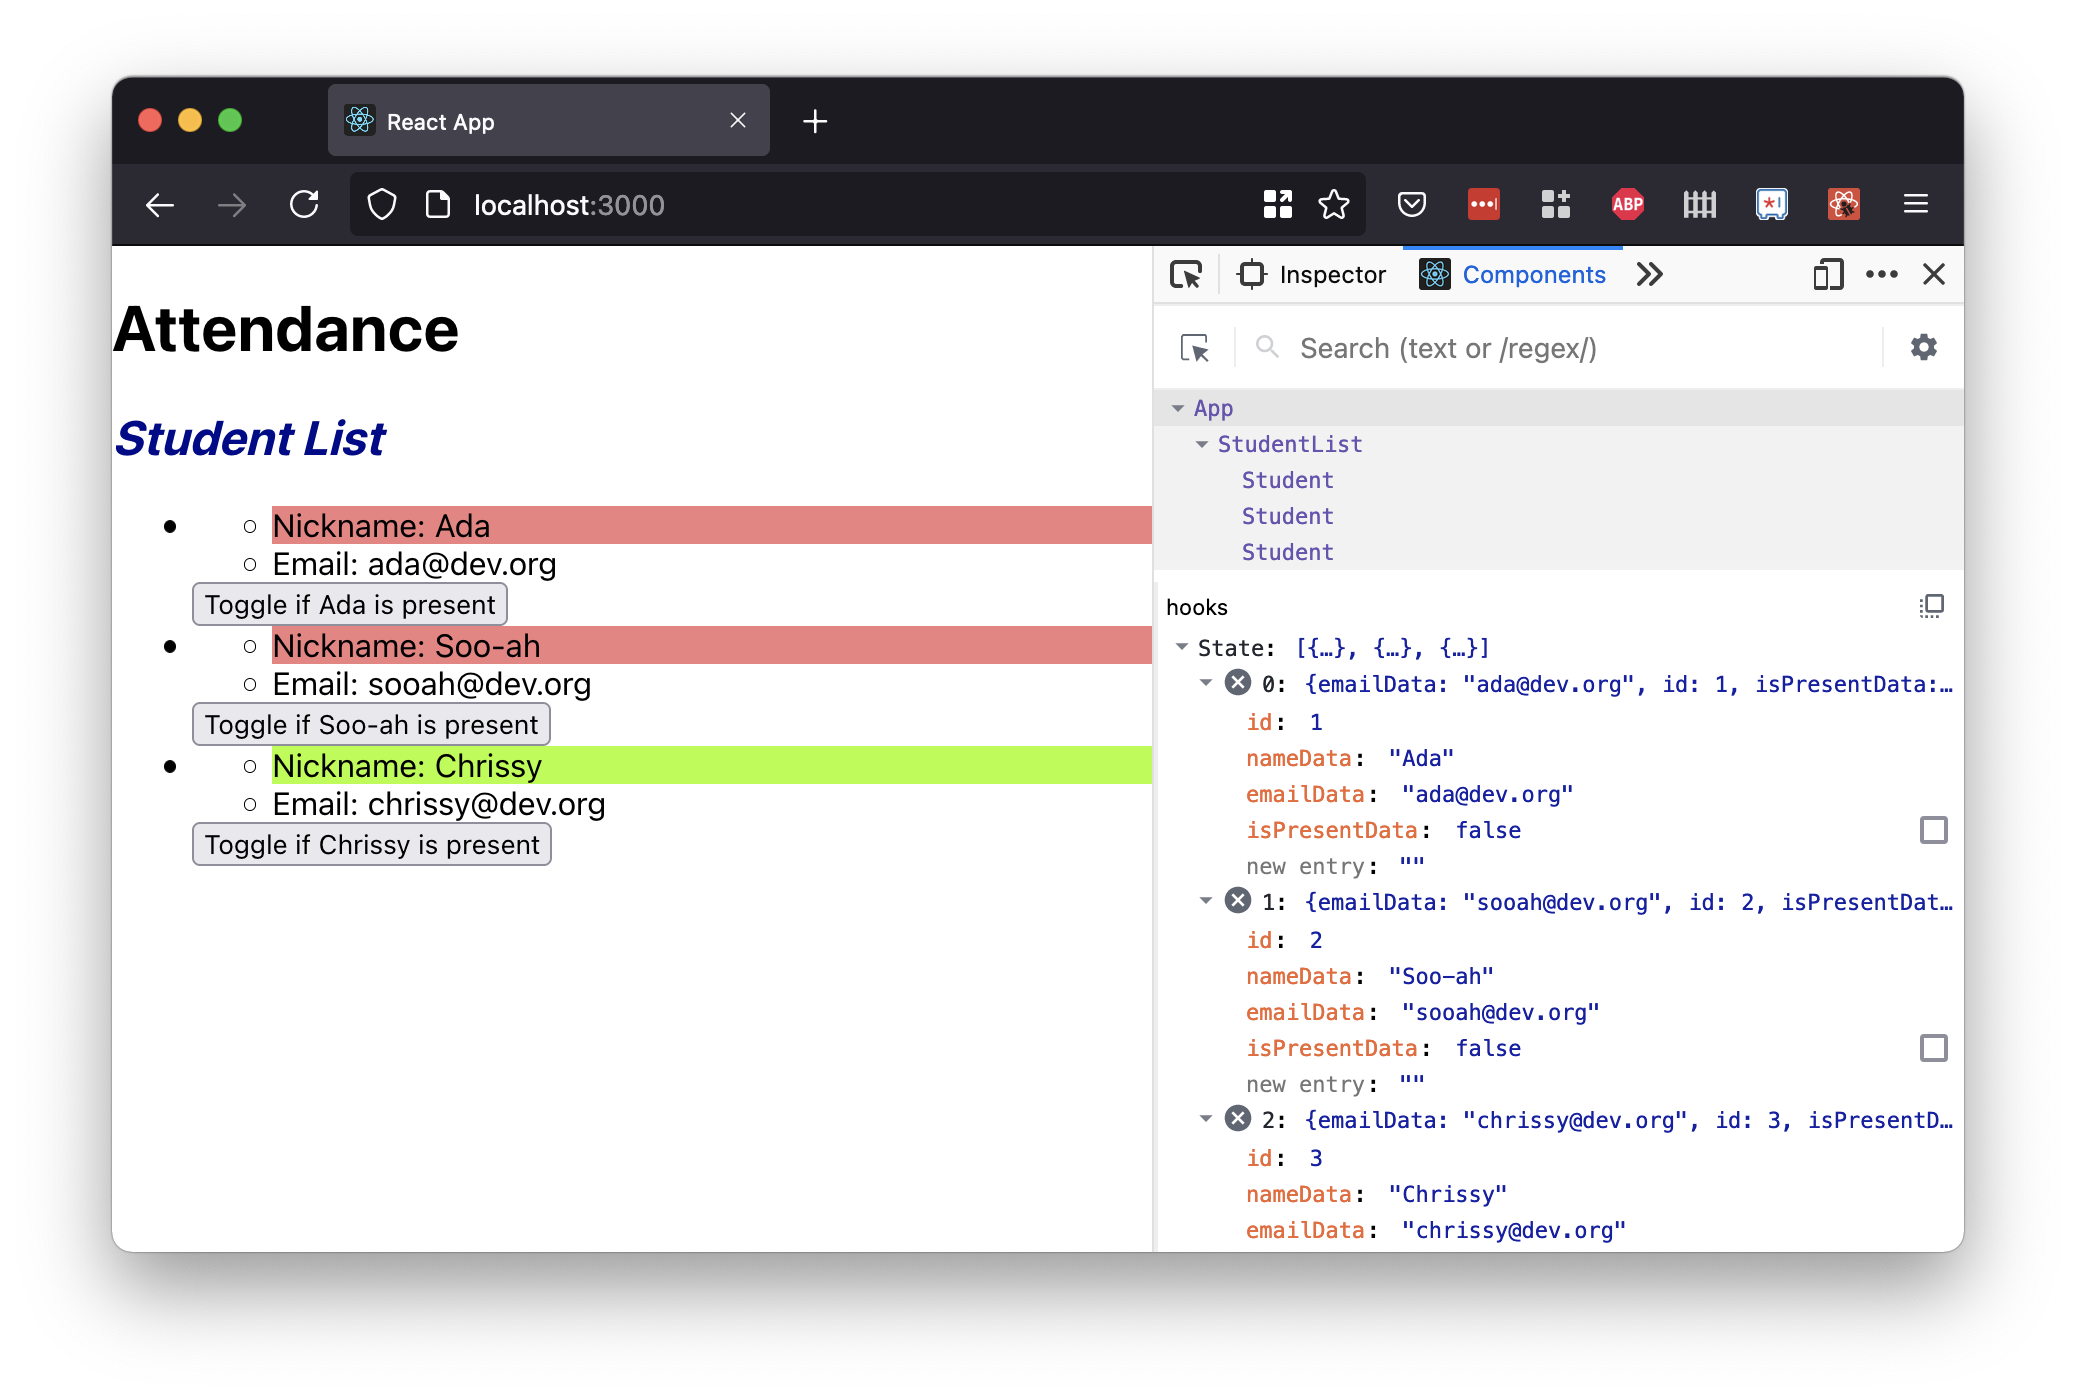 React App
localhost:3000
ABP
Attendance
Student List
Nickname: Ada
Email: ada@dev.org
Toggle if Ada is present
Nickname: Soo-ah
Email: sooah@dev.org
Toggle if Soo-ah is present
Nickname: Chrissy
Email: chrissy@dev.org
Toggle if Chrissy is present
Inspector Components
Search (text or /regex/)
App
StudentList
Student
Student
Student
hooks
State: [{…}, {…}, {…}]
0: {emailData: "ada@dev.org", id: 1, isPresentData:…
id: 1
nameData: "Ada"
emailData: "ada@dev.org"
isPresentData: false
new entry: ""
1: {emailData: "sooah@dev.org", id: 2, isPresentDat…
id: 2
nameData: "Soo-ah"
emailData: "sooah@dev.org"
isPresentData: false
new entry: ""
2: {emailData: "chrissy@dev.org", id: 3, isPresentD…
id: 3
nameData: "Chrissy"
emailData: "chrissy@dev.org"